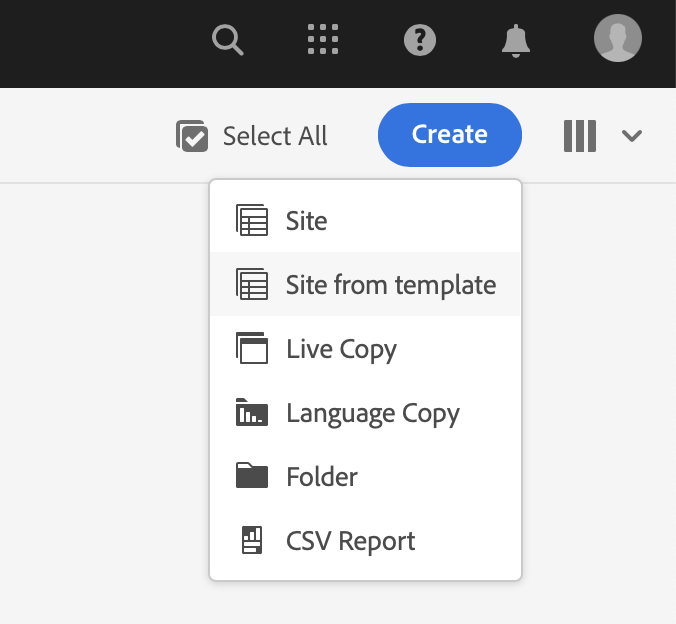 Select All
Create
Site
Site from template
Live Copy
Language Copy
Folder
CSV Report